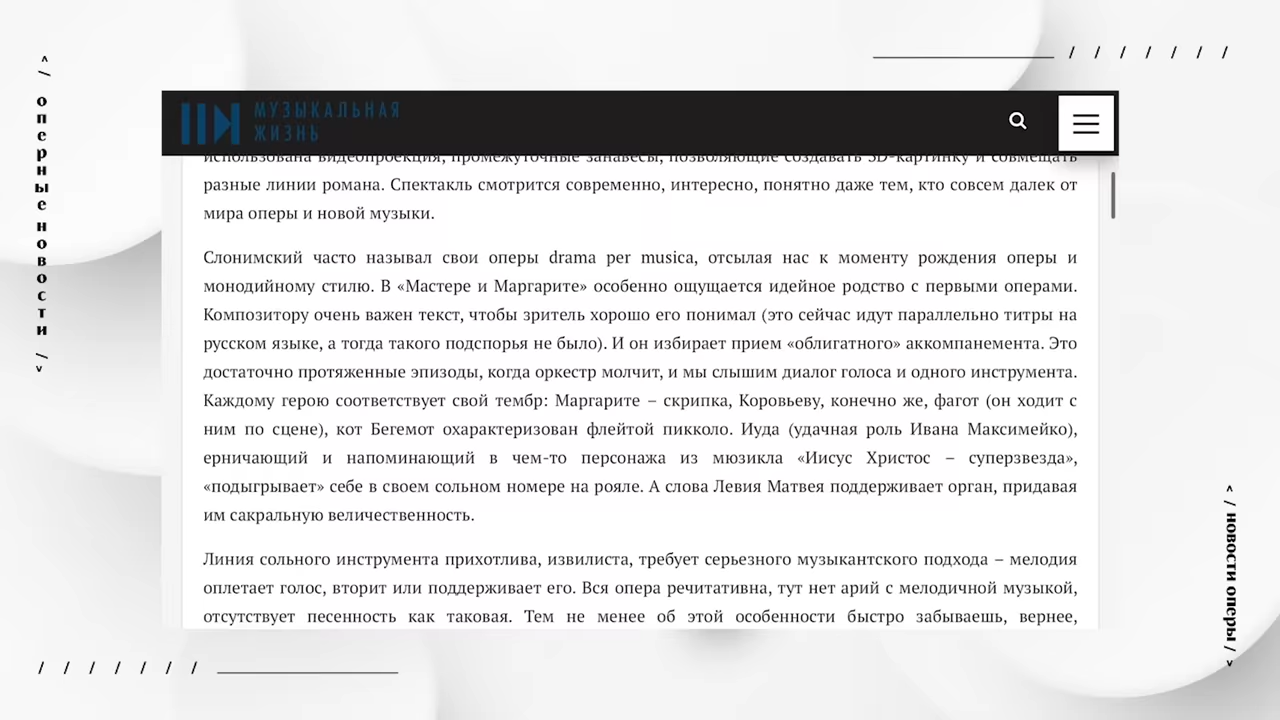 < / оперные новости / >
МУЗЫКАЛЬНАЯ
ЖИЗНЬ
использована видеопроекция, промежуточные занавесы, позволяющие создавать 3D-картинку и совмещать
разные линии романа. Спектакль смотрится современно, интересно, понятно даже тем, кто совсем далек от
мира оперы и новой музыки.
Слонимский часто называл свои оперы drama per musica, отсылая нас к моменту рождения оперы и
монодийному стилю. В «Мастере и Маргарите» особенно ощущается идейное родство с первыми операми.
Композитору очень важен текст, чтобы зритель хорошо его понимал (это сейчас идут параллельно титры на
русском языке, а тогда такого подспорья не было). И он избирает прием «облигатного» аккомпанемента. Это
достаточно протяженные эпизоды, когда оркестр молчит, и мы слышим диалог голоса и одного инструмента.
Каждому герою соответствует свой тембр: Маргарите – скрипка, Коровьеву, конечно же, фагот (он ходит с
ним по сцене), кот Бегемот охарактеризован флейтой пикколо. Иуда (удачная роль Ивана Максимейко),
ерничающий и напоминающий в чем-то персонажа из мюзикла «Иисус Христос – суперзвезда»,
«подыгрывает» себе в своем сольном номере на рояле. А слова Левия Матвея поддерживает орган, придавая
им сакральную величественность.
Линия сольного инструмента прихотлива, извилиста, требует серьезного музыкантского подхода – мелодия
оплетает голос, вторит или поддерживает его. Вся опера речитативна, тут нет арий с мелодичной музыкой,
отсутствует песенность как таковая. Тем не менее об этой особенности быстро забываешь, вернее,
< / новости оперы / >